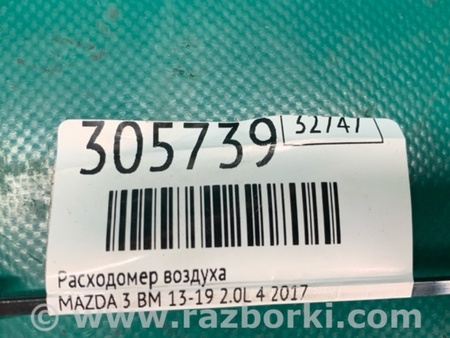 305739
32747
Расходомер воздуха
MAZDA 3 BM 13-19 2.0L 4 2017
www.razborki.com